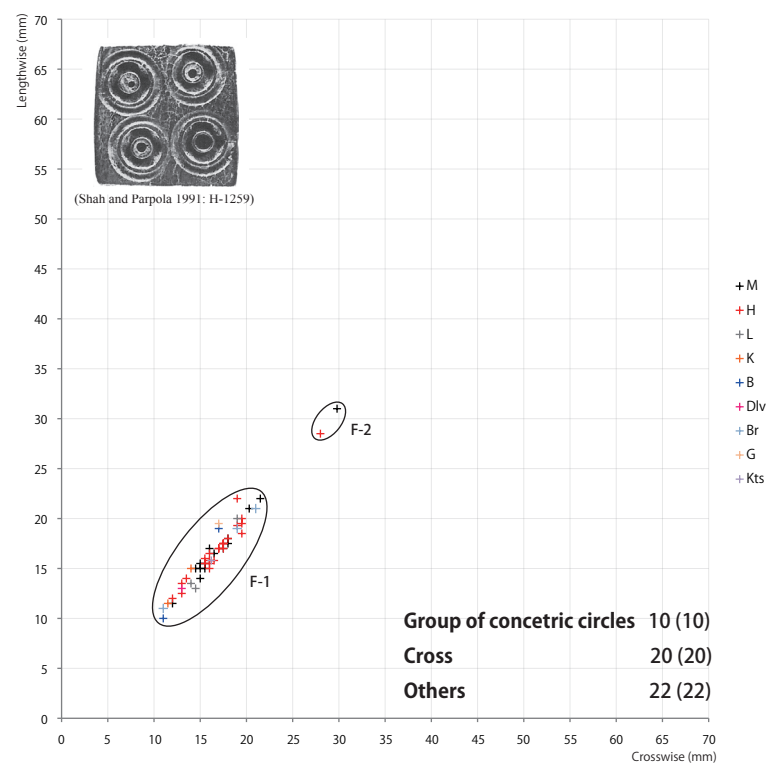 Lengthwise (mm)
70
65
60
55
50
45
40
35
30
25
20
15
10
5
0
(Shah and Parpola 1991: H-1259)
F-2
F-1
Group of concetric circles 10 (10)
Cross 20 (20)
Others 22 (22)
0 5 10 15 20 25 30 35 40 45 50 55 60 65 70
Crosswise (mm)
M
H
L
K
B
Dlv
Br
G
Kts